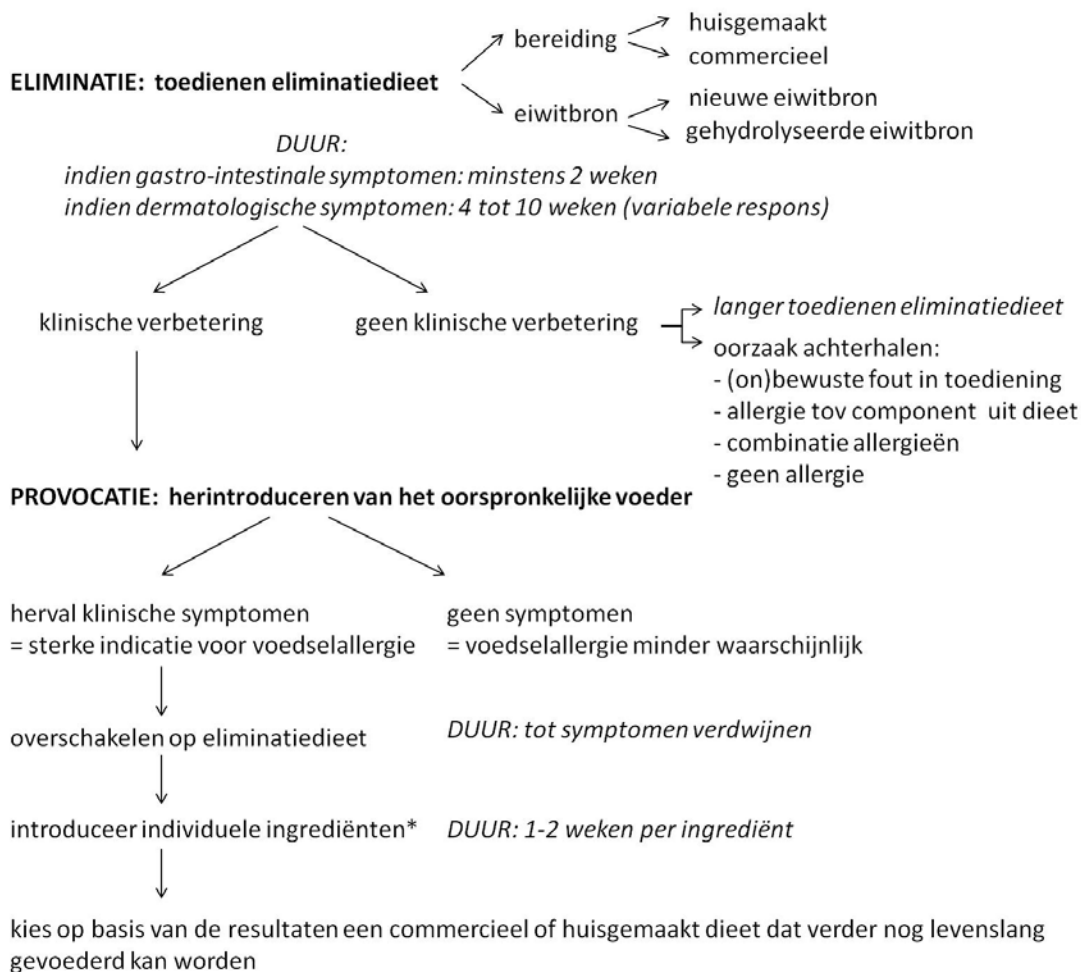 bereiding
huisgemaakt
commercieel
ELIMINATIE: toedienen eliminatiedieet
eiwitbron
nieuwe eiwitbron
gehydrolyseerde eiwitbron
DUUR:
indien gastro-intestinale symptomen: minstens 2 weken
indien dermatologische symptomen: 4 tot 10 weken (variabele respons)
klinische verbetering
geen klinische verbetering
langer toedienen eliminatiedieet
oorzaak achterhalen:
- (on)bewuste fout in toediening
- allergie tov component uit dieet
- combinatie allergieën
- geen allergie
PROVOCATIE: herintroduceren van het oorspronkelijke voeder
herval klinische symptomen
= sterke indicatie voor voedselallergie
geen symptomen
= voedselallergie minder waarschijnlijk
overschakelen op eliminatiedieet
DUUR: tot symptomen verdwijnen
introduceer individuele ingrediënten*
DUUR: 1-2 weken per ingrediënt
kies op basis van de resultaten een commercieel of huisgemaakt dieet dat verder nog levenslang
gevoederd kan worden